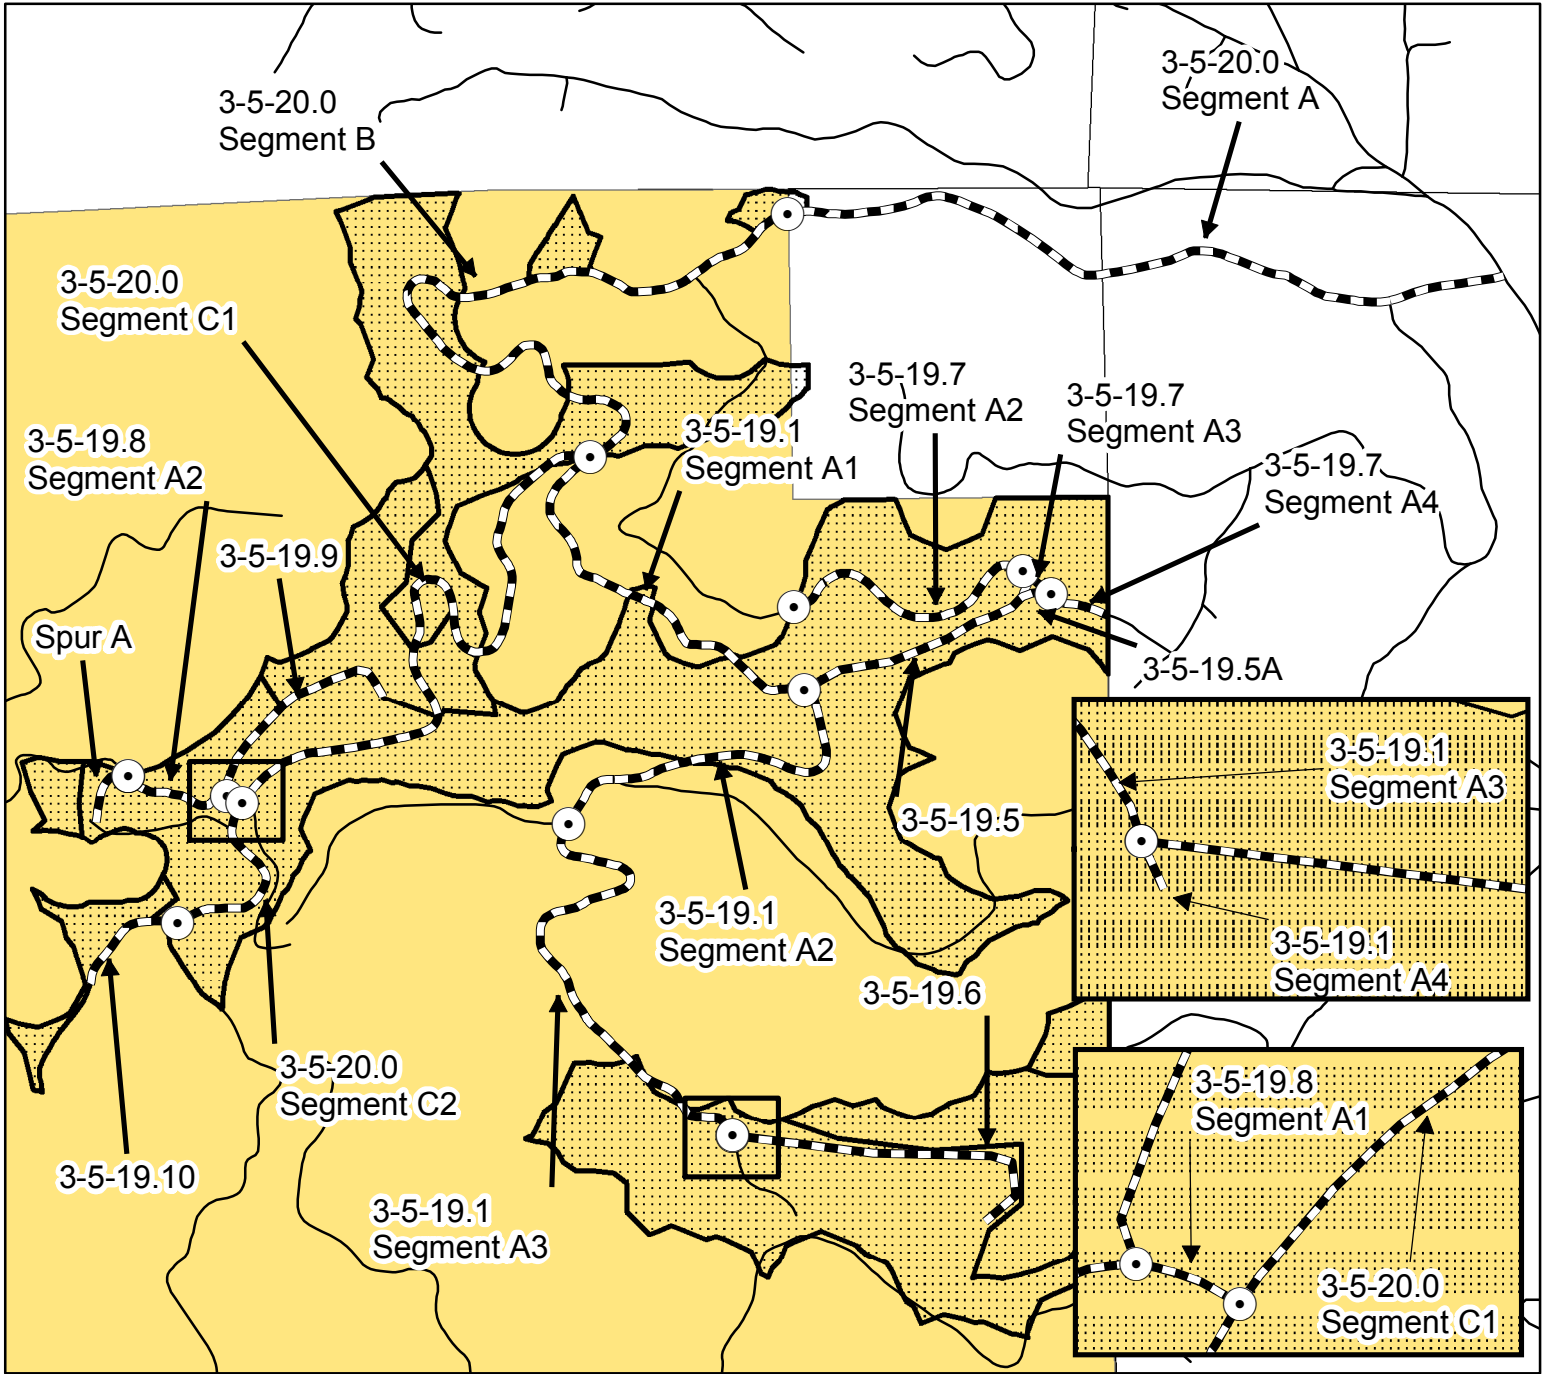 3-5-20.0
Segment A
3-5-20.0
Segment B
3-5-20.0
Segment C1
3-5-19.7
Segment A2
3-5-19.7
Segment A3
3-5-19.1
Segment A1
3-5-19.8
Segment A2
3-5-19.7
Segment A4
3-5-19.9
Spur A
3-5-19.5A
3-5-19.1
Segment A3
3-5-19.5
3-5-19.1
Segment A2
3-5-19.1
Segment A4
3-5-19.6
3-5-20.0
Segment C2
3-5-19.8
Segment A1
3-5-19.10
3-5-19.1
Segment A3
3-5-20.0
Segment C1